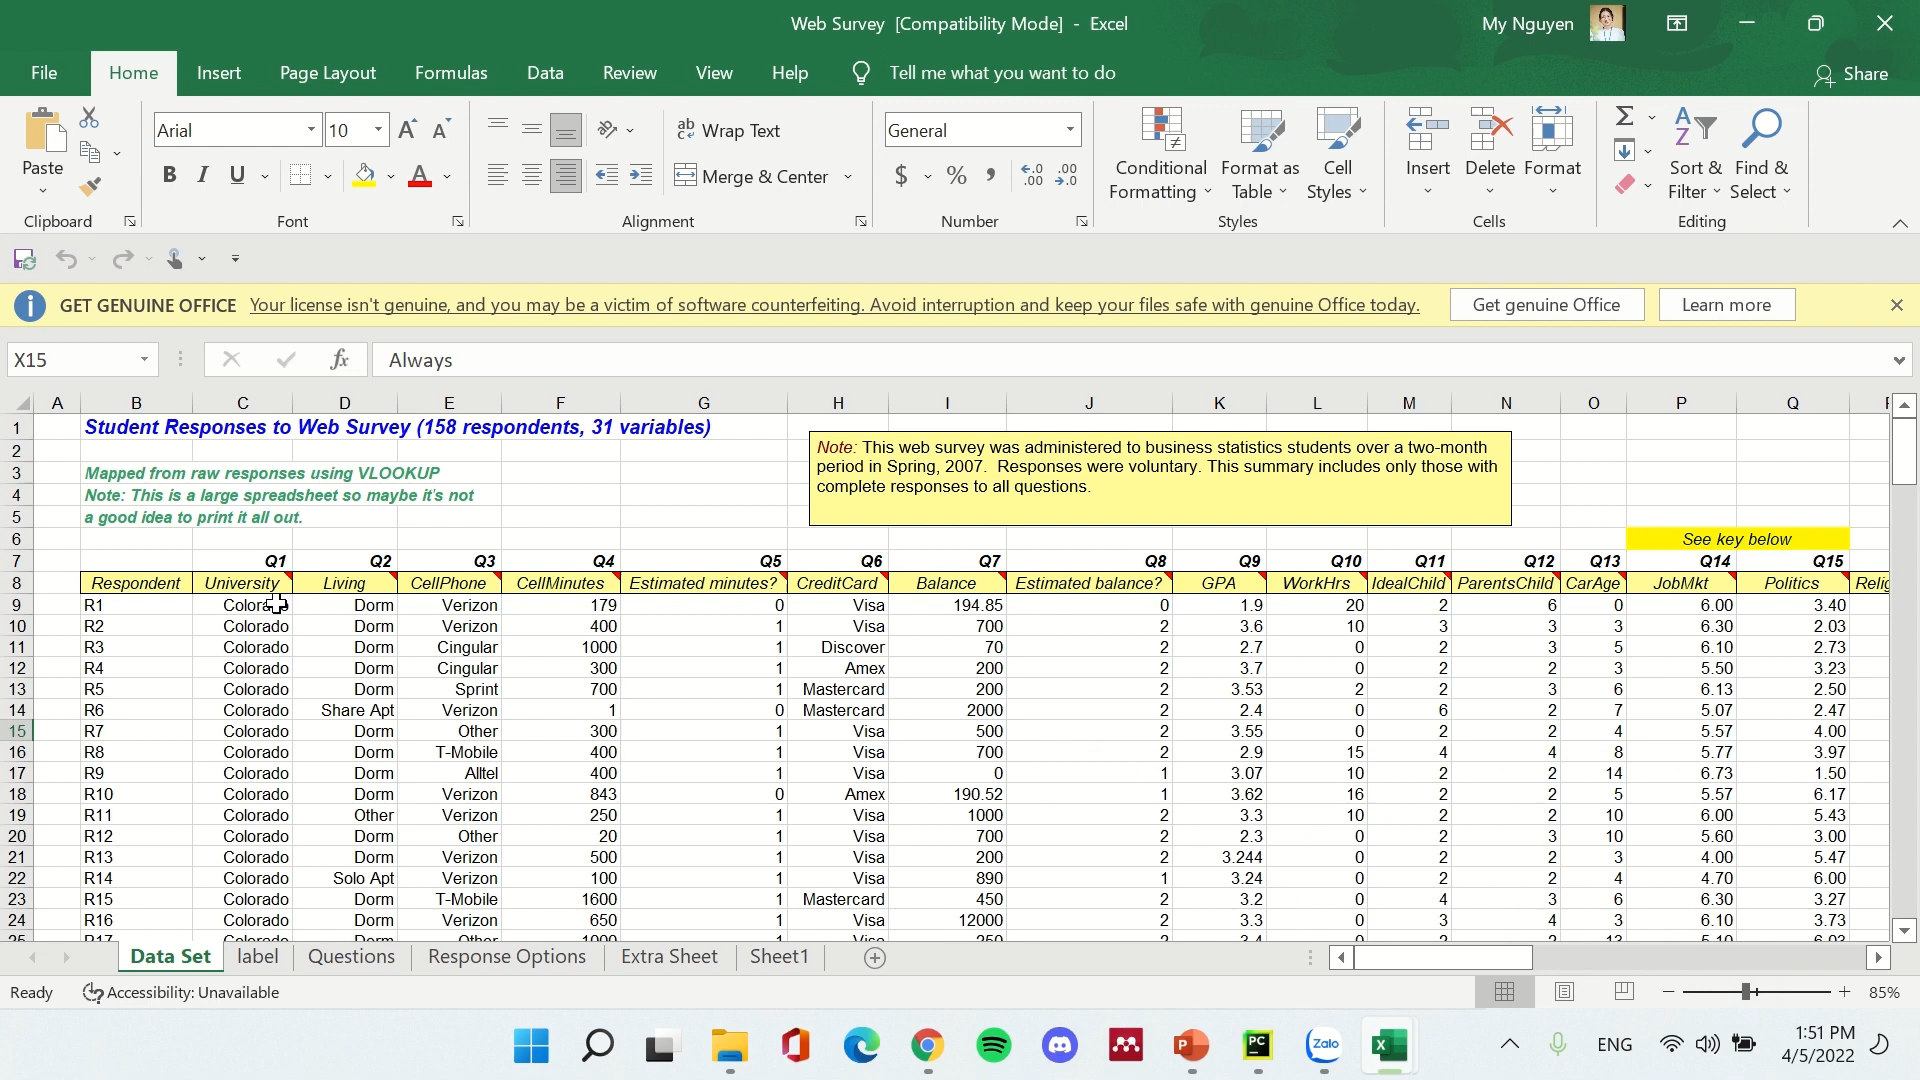 Web Survey [Compatibility Mode] - Excel
My Nguyen
File Home Insert Page Layout Formulas Data Review View Help Tell me what you want to do Share
Arial 10
Wrap Text
General
Paste
Merge & Center
Conditional Formatting
Format as Table
Cell Styles
Insert Delete Format
Sort & Filter
Find & Select
Clipboard Font Alignment Number Styles Cells Editing
GET GENUINE OFFICE Your license isn't genuine, and you may be a victim of software counterfeiting. Avoid interruption and keep your files safe with genuine Office today. Get genuine Office Learn more
X15 fx Always
A B C D E F G H I J K L M N O P Q
1 Student Responses to Web Survey (158 respondents, 31 variables)
Note: This web survey was administered to business statistics students over a two-month
period in Spring, 2007. Responses were voluntary. This summary includes only those with
complete responses to all questions.
2
3 Mapped from raw responses using VLOOKUP
4 Note: This is a large spreadsheet so maybe it's not
5 a good idea to print it all out.
6 See key below
7 Q1 Q2 Q3 Q4 Q5 Q6 Q7 Q8 Q9 Q10 Q11 Q12 Q13 Q14 Q15
8 Respondent University Living CellPhone CellMinutes Estimated minutes? CreditCard Balance Estimated balance? GPA WorkHrs IdealChild ParentsChild CarAge JobMkt Politics Relig
9 R1 Colorado Dorm Verizon 179 0 Visa 194.85 0 1.9 20 2 6 0 6.00 3.40
10 R2 Colorado Dorm Verizon 400 1 Visa 700 2 3.6 10 3 3 3 6.30 2.03
11 R3 Colorado Dorm Cingular 1000 1 Discover 70 2 2.7 0 2 3 5 6.10 2.73
12 R4 Colorado Dorm Cingular 300 1 Amex 200 2 3.7 0 2 2 3 5.50 3.23
13 R5 Colorado Dorm Sprint 700 1 Mastercard 200 2 3.53 2 2 3 6 6.13 2.50
14 R6 Colorado Share Apt Verizon 1 0 Mastercard 2000 2 2.4 0 6 2 7 5.07 2.47
15 R7 Colorado Dorm Other 300 1 Visa 500 2 3.55 0 2 2 4 5.57 4.00
16 R8 Colorado Dorm T-Mobile 400 1 Visa 700 2 2.9 15 4 4 8 5.77 3.97
17 R9 Colorado Dorm Alltel 400 1 Visa 0 1 3.07 10 2 2 14 6.73 1.50
18 R10 Colorado Dorm Verizon 843 0 Amex 190.52 1 3.62 16 2 2 5 5.57 6.17
19 R11 Colorado Other Verizon 250 1 Visa 1000 2 3.3 10 2 2 10 6.00 5.43
20 R12 Colorado Dorm Other 20 1 Visa 700 2 2.3 0 2 3 10 5.60 3.00
21 R13 Colorado Dorm Verizon 500 1 Visa 200 2 3.244 0 2 2 3 4.00 5.47
22 R14 Colorado Solo Apt Verizon 100 1 Visa 890 1 3.24 0 2 2 4 4.70 6.00
23 R15 Colorado Dorm T-Mobile 1600 1 Mastercard 450 2 3.2 0 4 3 6 6.30 3.27
24 R16 Colorado Dorm Verizon 650 1 Visa 12000 2 3.3 0 3 4 3 6.10 3.73
Data Set label Questions Response Options Extra Sheet Sheet1
Ready Accessibility: Unavailable 85%
Zalo
ENG
1:51 PM
4/5/2022